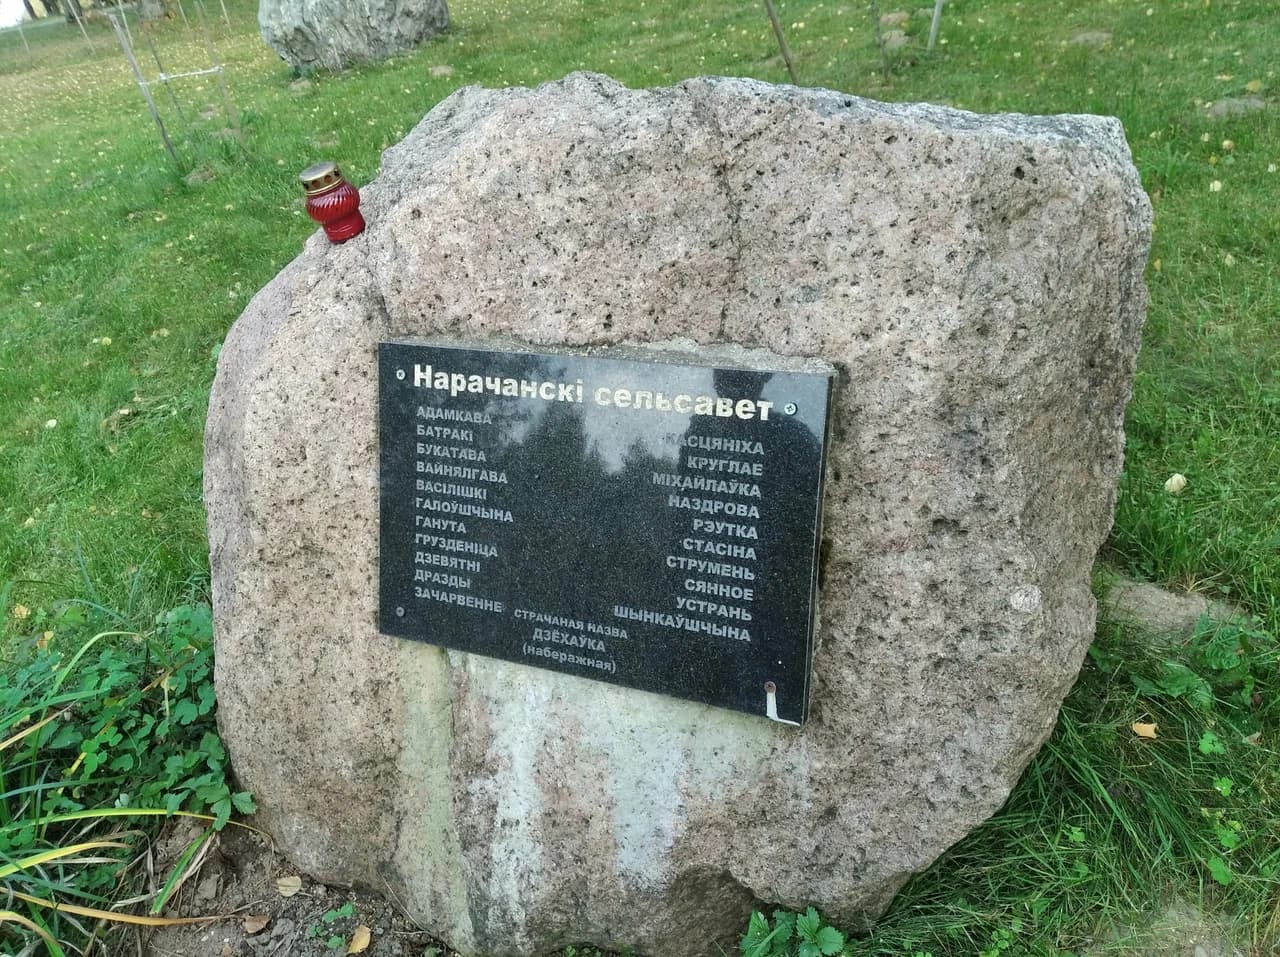 Нарачанскі сельсавет
АДАМКАВА
БАТРАКІ
БУКАТАВА
ВАЙНЯЛГАВА
ВАСІЛІШКІ
ГАЛОЎШЧЫНА
ГАНУТА
ГРУЗДЕНІЦА
ДЗЕВЯТНІ
ДРАЗДЫ
ЗАЧАРВЕННЕ
КАСЦЯНІХА
КРУГЛАЕ
МІХАЙЛАЎКА
НАЗДРОВА
РЭУТКА
СТАСІНА
СТРУМЕНЬ
СЯННОЕ
УСТРАНЬ
ШЫНКАЎШЧЫНА
СТРАЧАНАЯ НАЗВА
ДЗЁХАЎКА
(наберажная)